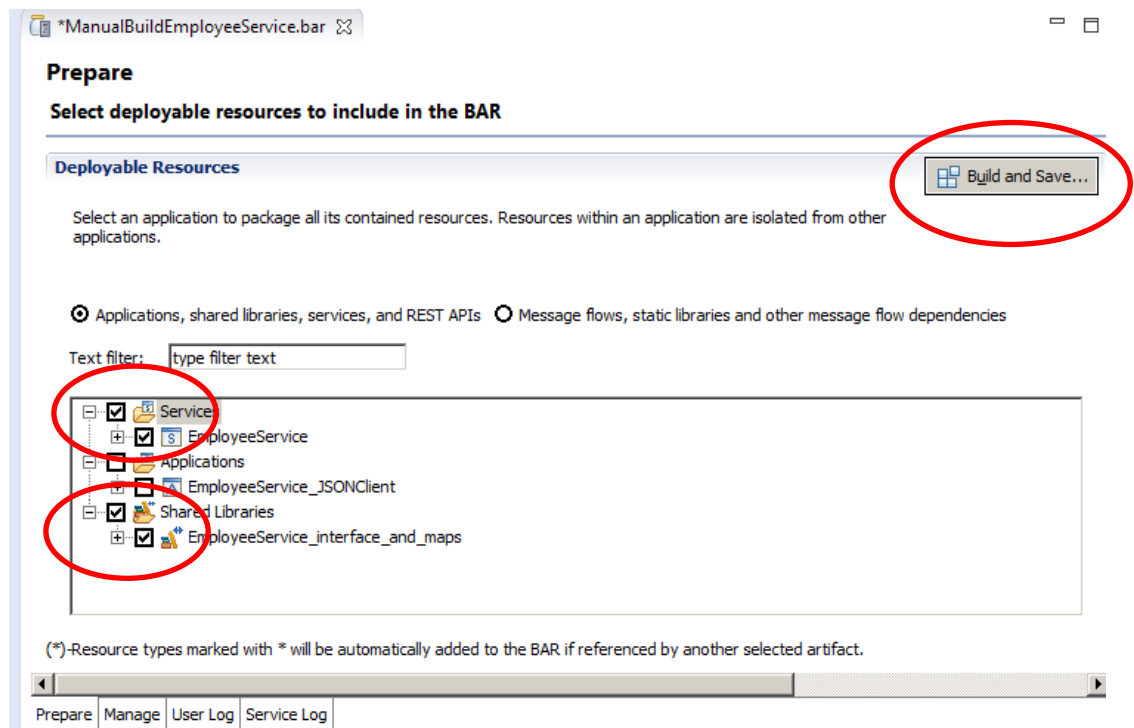 *ManualBuildEmployeeService.bar
Prepare
Select deployable resources to include in the BAR
Deployable Resources
Build and Save...
Select an application to package all its contained resources. Resources within an application are isolated from other
applications.
Applications, shared libraries, services, and REST APIs Message flows, static libraries and other message flow dependencies
Text filter: type filter text
Services
EmployeeService
Applications
EmployeeService_JSONClient
Shared Libraries
EmployeeService_interface_and_maps
(*)-Resource types marked with * will be automatically added to the BAR if referenced by another selected artifact.
Prepare Manage User Log Service Log